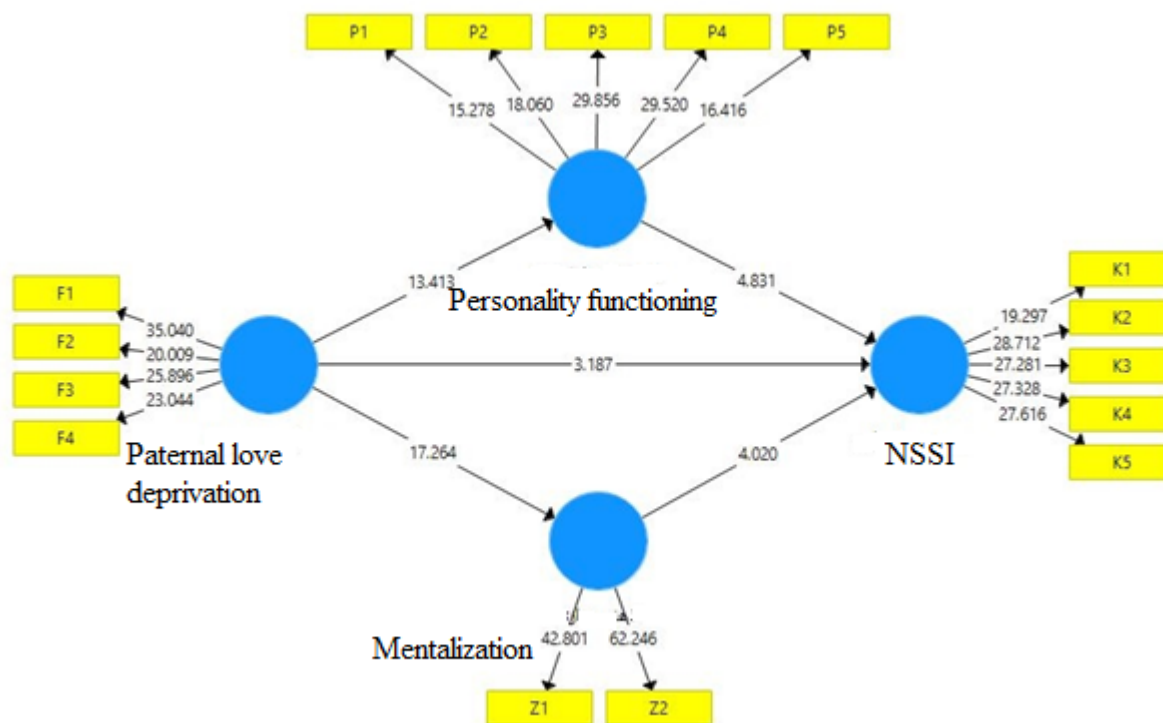 P1
P2
P3
P4
P5
15.278
18.060
29.856
29.520
16.416
13.413
Personality functioning
4.831
F1
F2
F3
F4
35.040
20.009
25.896
23.044
Paternal love
deprivation
3.187
17.264
4.020
NSSI
19.297
28.712
27.281
27.328
27.616
K1
K2
K3
K4
K5
Mentalization
42.801
62.246
Z1
Z2